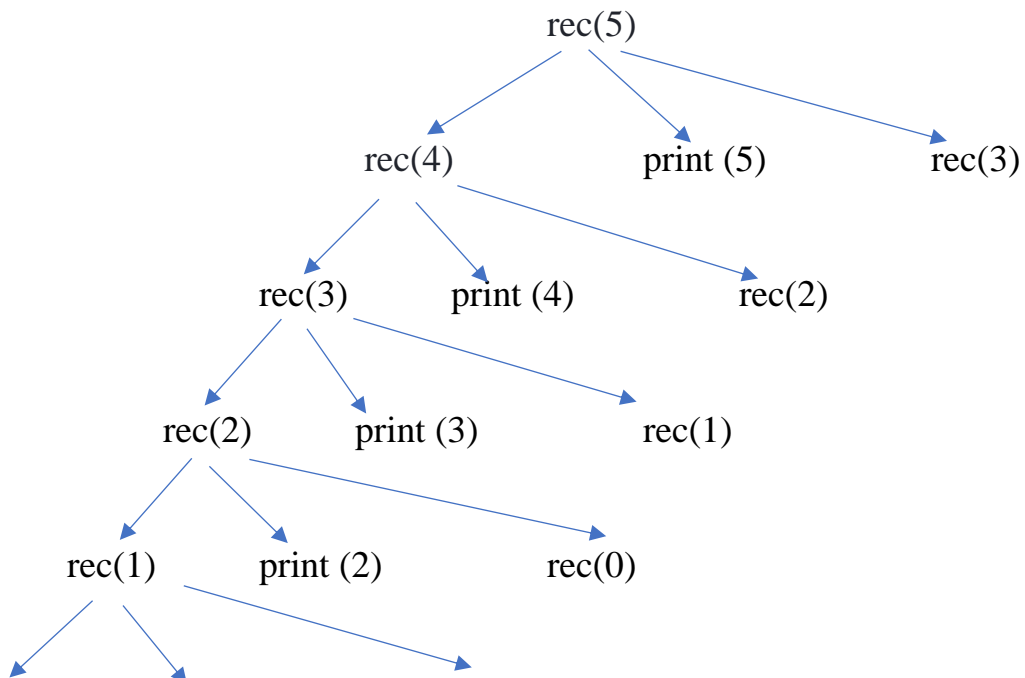 rec(5)
rec(4) print (5) rec(3)
rec(3) print (4) rec(2)
rec(2) print (3) rec(1)
rec(1) print (2) rec(0)